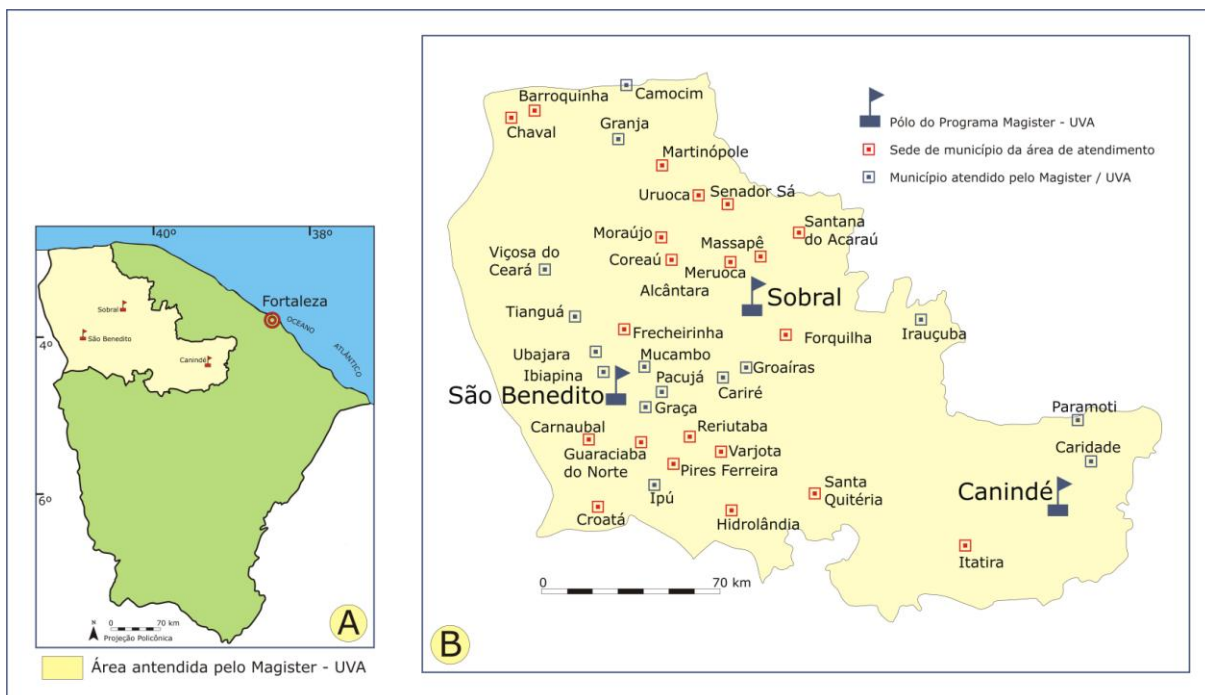 40º
38º
Fortaleza
OCEANO
ATLÂNTICO
Sobral
São Benedito
4º
Canindé
6º
N
0 70 km
Projeção Policônica
A
Área antendida pelo Magister - UVA
Barroquinha
Camocim
Chaval
Granja
Martinópole
Uruoca
Senador Sá
Santana
do Acaraú
Moraújo
Massapê
Viçosa do
Ceará
Coreaú
Meruoca
Alcântara
Sobral
Tianguá
Frecheirinha
Forquilha
Irauçuba
Ubajara
Mucambo
Ibiapina
Pacujá
Groaíras
São Benedito
Cariré
Graça
Paramoti
Carnaubal
Reriutaba
Guaraciaba
do Norte
Varjota
Caridade
Pires Ferreira
Ipú
Santa
Quitéria
Canindé
Croatá
Hidrolândia
Itatira
0 70 km
B
Pólo do Programa Magister - UVA
Sede de município da área de atendimento
Município atendido pelo Magister / UVA